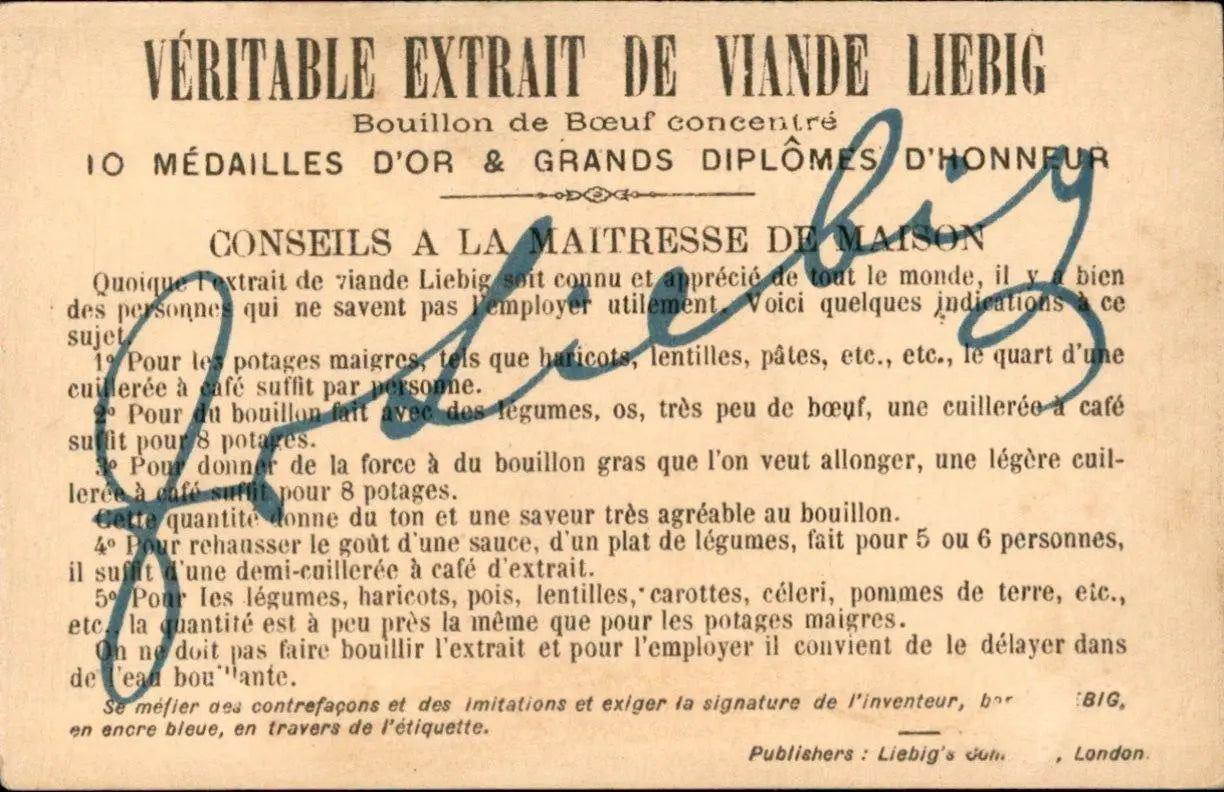 VÉRITABLE EXTRAIT DE VIANDE LIEBIG
Bouillon de Bœuf concentré
10 MÉDAILLES D'OR & GRANDS DIPLÔMES D'HONNEUR
CONSEILS A LA MAITRESSE DE MAISON
Quoique l'extrait de viande Liebig soit connu et apprécié de tout le monde, il y a bien
des personnes qui ne savent pas l'employer utilement. Voici quelques indications à ce
sujet.
1º Pour les potages maigres, tels que haricots, lentilles, pâtes, etc., etc., le quart d'une
cuillerée à café suffit par personne.
2º Pour du bouillon fait avec des légumes, os, très peu de bœuf, une cuillerée à café
suffit pour 8 potages.
3º Pour donner de la force à du bouillon gras que l'on veut allonger, une légère cuil-
lerée à café suffit pour 8 potages.
Cette quantité donne du ton et une saveur très agréable au bouillon.
4º Pour rehausser le goût d'une sauce, d'un plat de légumes, fait pour 5 ou 6 personnes,
il suffit d'une demi-cuillerée à café d'extrait.
5º Pour les légumes, haricots, pois, lentilles, carottes, céleri, pommes de terre, etc.,
etc., la quantité est à peu près la même que pour les potages maigres.
On ne doit pas faire bouillir l'extrait et pour l'employer il convient de le délayer dans
de l'eau bouillante.
Se méfier des contrefaçons et des imitations et exiger la signature de l'inventeur,
en encre bleue, en travers de l'étiquette.
Publishers : Liebig's London.